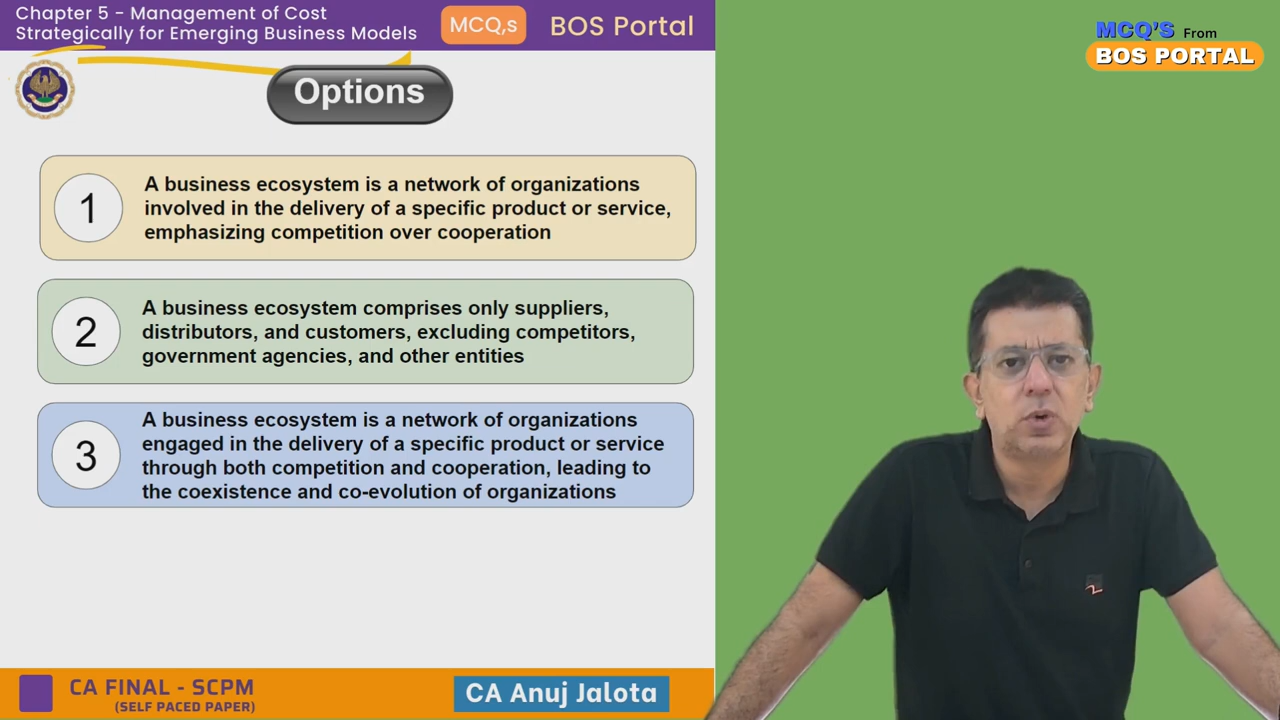 Chapter 5 - Management of Cost
Strategically for Emerging Business Models
MCQ,s
BOS Portal
MCQ'S From
BOS PORTAL
Options
1
A business ecosystem is a network of organizations
involved in the delivery of a specific product or service,
emphasizing competition over cooperation
2
A business ecosystem comprises only suppliers,
distributors, and customers, excluding competitors,
government agencies, and other entities
3
A business ecosystem is a network of organizations
engaged in the delivery of a specific product or service
through both competition and cooperation, leading to
the coexistence and co-evolution of organizations
CA FINAL - SCPM
(SELF PACED PAPER)
CA Anuj Jalota